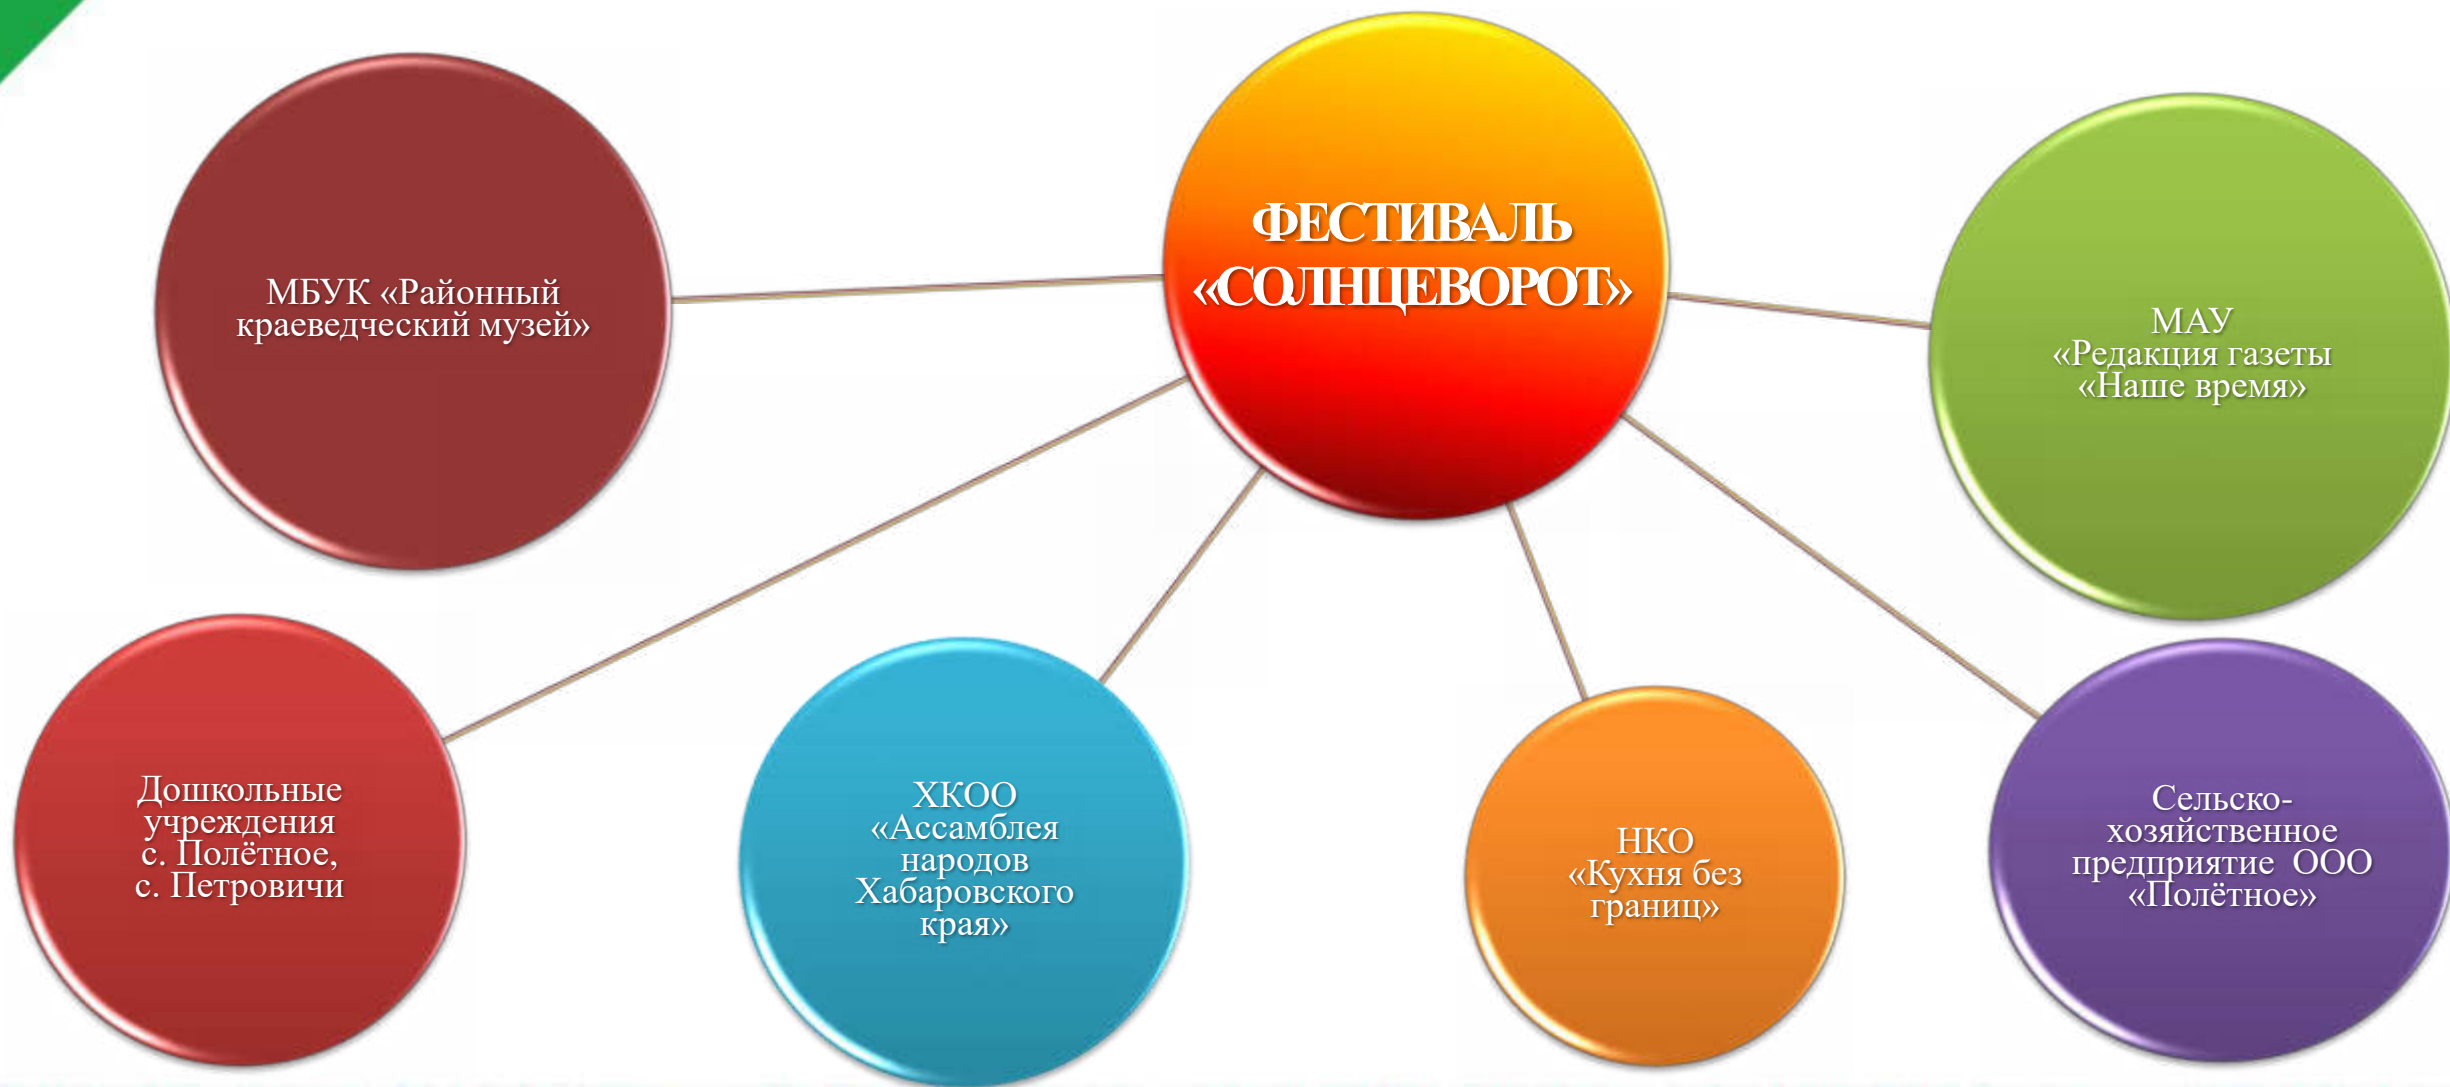 ФЕСТИВАЛЬ
«СОЛНЦЕВОРОТ»
МБУК «Районный
краеведческий музей»
МАУ
«Редакция газеты
«Наше время»
Дошкольные
учреждения
с. Полётное,
с. Петровичи
ХКОО
«Ассамблея
народов
Хабаровского
края»
НКО
«Кухня без
границ»
Сельско-
хозяйственное
предприятие ООО
«Полётное»